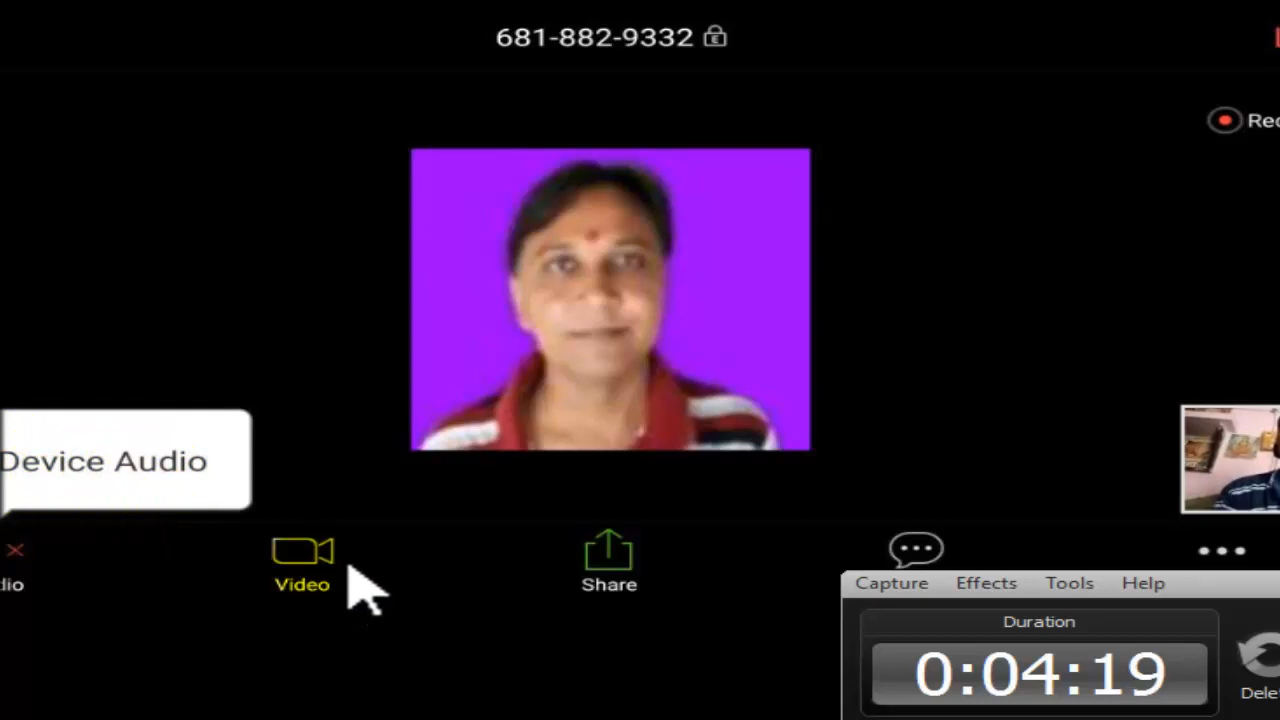 681-882-9332
Rec
Device Audio
dio
Video
Share
Capture Effects Tools Help
Duration
0:04:19
Dele